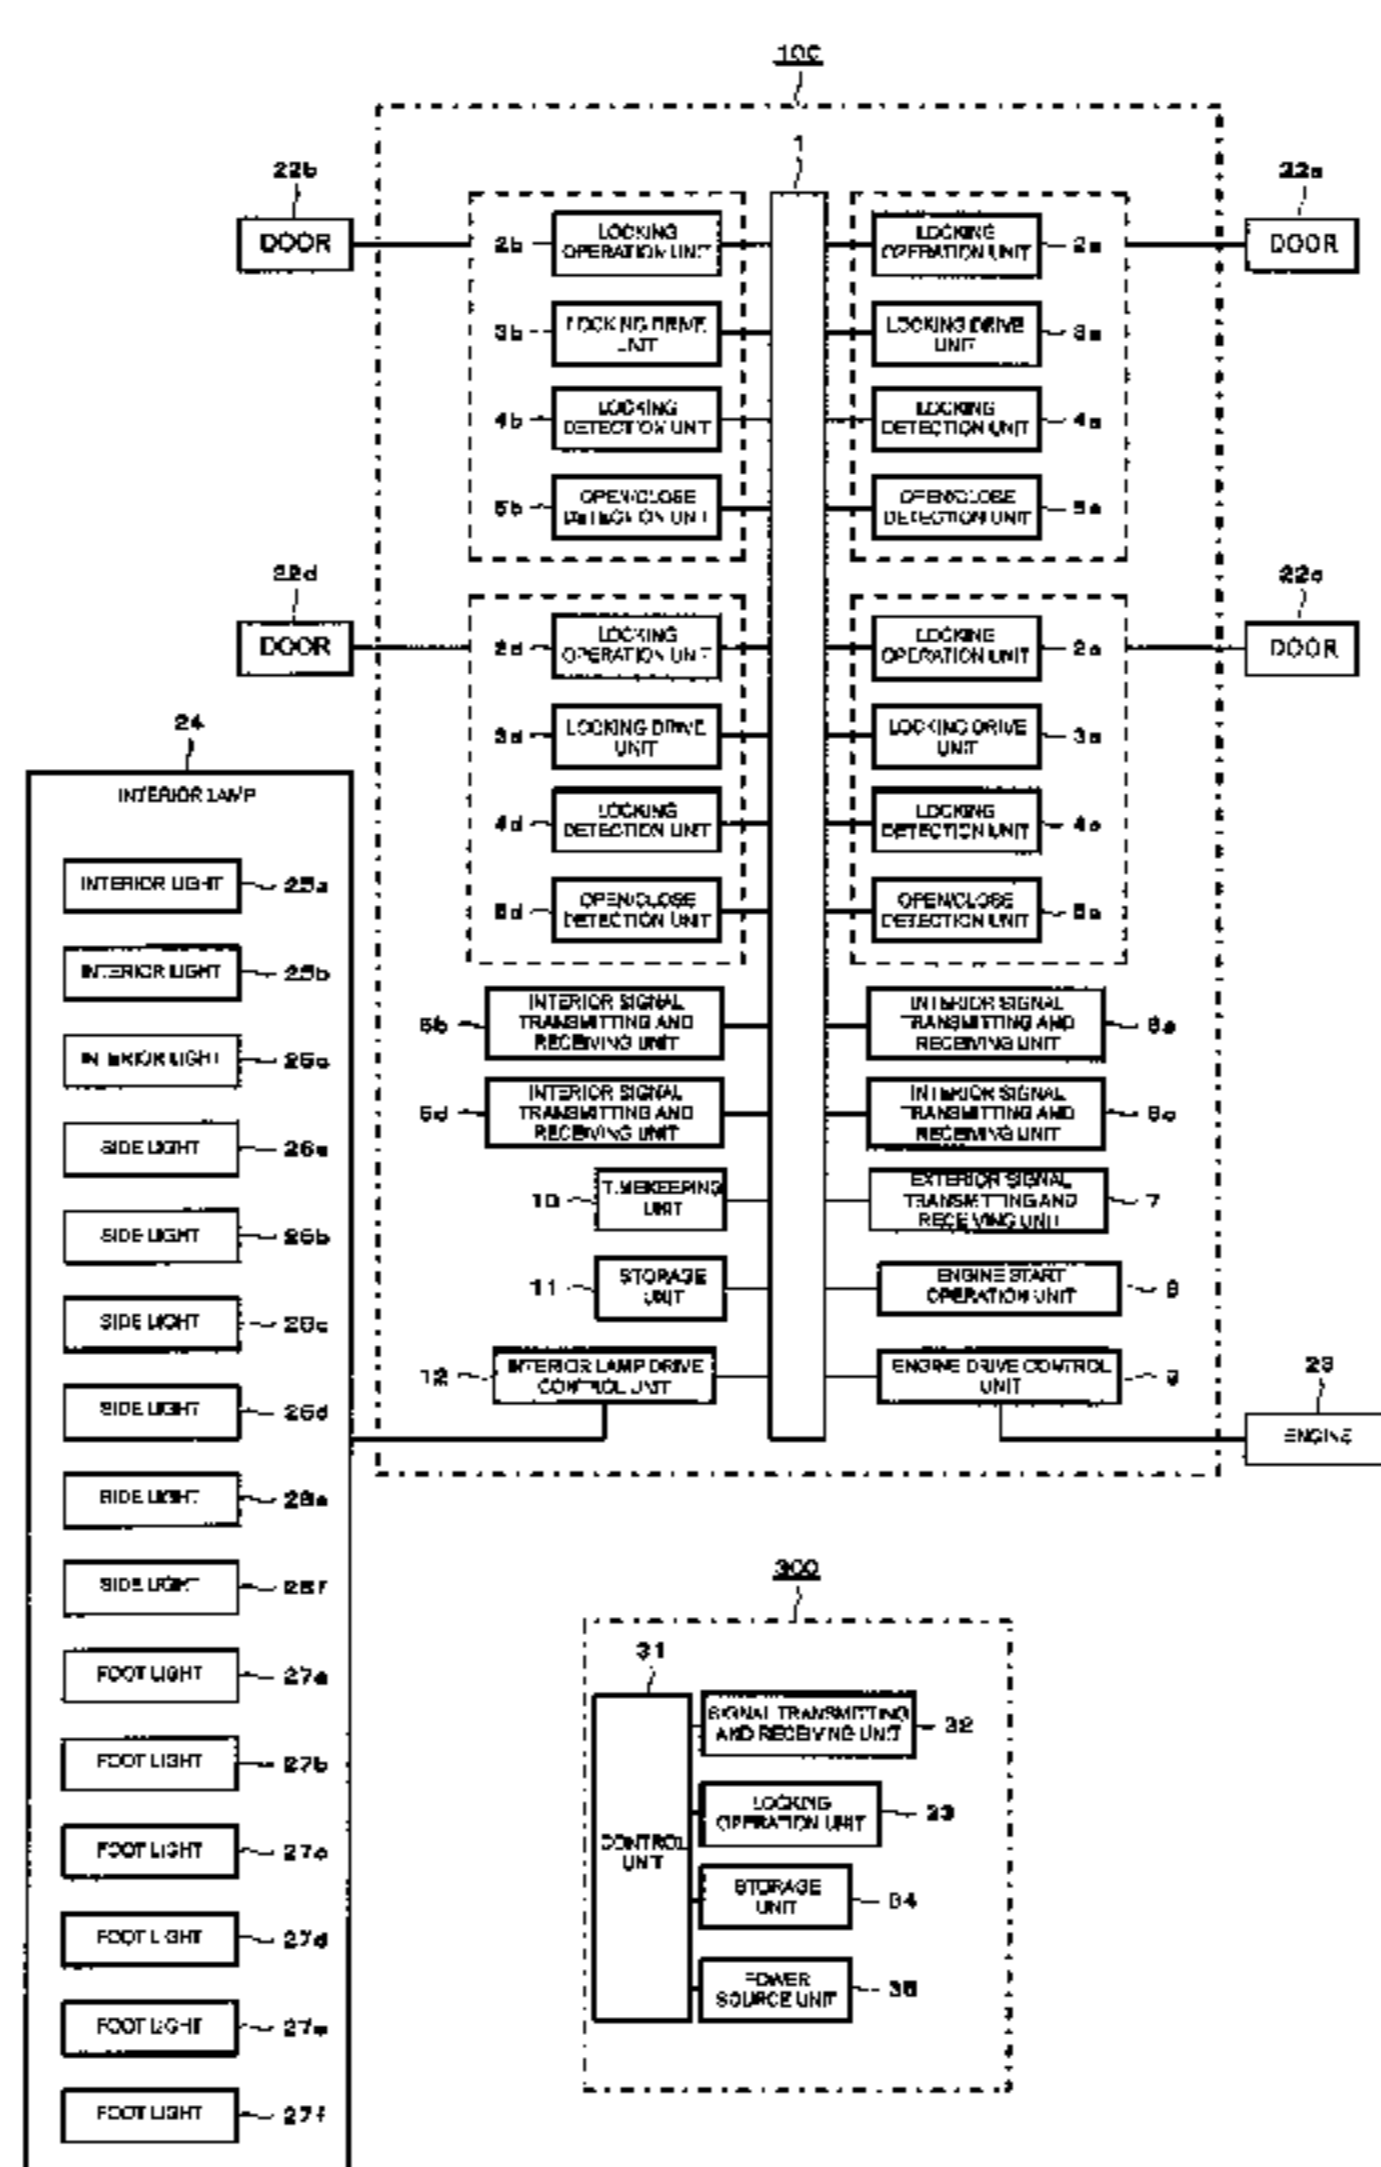 100
1
22b
22a
DOOR
DOOR
2b
LOCKING
OPERATION UNIT
LOCKING
OPERATION UNIT
2a
3b
LOCKING DRIVE
UNIT
LOCKING DRIVE
UNIT
3a
4b
LOCKING
DETECTION UNIT
LOCKING
DETECTION UNIT
4a
5b
OPEN/CLOSE
DETECTION UNIT
OPEN/CLOSE
DETECTION UNIT
5a
22d
22c
DOOR
DOOR
2d
LOCKING
OPERATION UNIT
LOCKING
OPERATION UNIT
2c
3d
LOCKING DRIVE
UNIT
LOCKING DRIVE
UNIT
3c
4d
LOCKING
DETECTION UNIT
LOCKING
DETECTION UNIT
4c
5d
OPEN/CLOSE
DETECTION UNIT
OPEN/CLOSE
DETECTION UNIT
5c
6b
INTERIOR SIGNAL
TRANSMITTING AND
RECEIVING UNIT
INTERIOR SIGNAL
TRANSMITTING AND
RECEIVING UNIT
6a
6d
INTERIOR SIGNAL
TRANSMITTING AND
RECEIVING UNIT
INTERIOR SIGNAL
TRANSMITTING AND
RECEIVING UNIT
6c
10
TIMEKEEPING
UNIT
EXTERIOR SIGNAL
TRANSMITTING AND
RECEIVING UNIT
7
11
STORAGE
UNIT
ENGINE START
OPERATION UNIT
8
12
INTERIOR LAMP DRIVE
CONTROL UNIT
ENGINE DRIVE CONTROL
UNIT
9
23
ENGINE
24
INTERIOR LAMP
INTERIOR LIGHT
25a
INTERIOR LIGHT
25b
INTERIOR LIGHT
25c
SIDE LIGHT
26a
SIDE LIGHT
26b
SIDE LIGHT
26c
SIDE LIGHT
26d
SIDE LIGHT
26e
SIDE LIGHT
26f
FOOT LIGHT
27a
FOOT LIGHT
27b
FOOT LIGHT
27c
FOOT LIGHT
27d
FOOT LIGHT
27e
FOOT LIGHT
27f
300
31
CONTROL
UNIT
SIGNAL TRANSMITTING
AND RECEIVING UNIT
32
LOCKING
OPERATION UNIT
33
STORAGE
UNIT
34
POWER
SOURCE UNIT
35